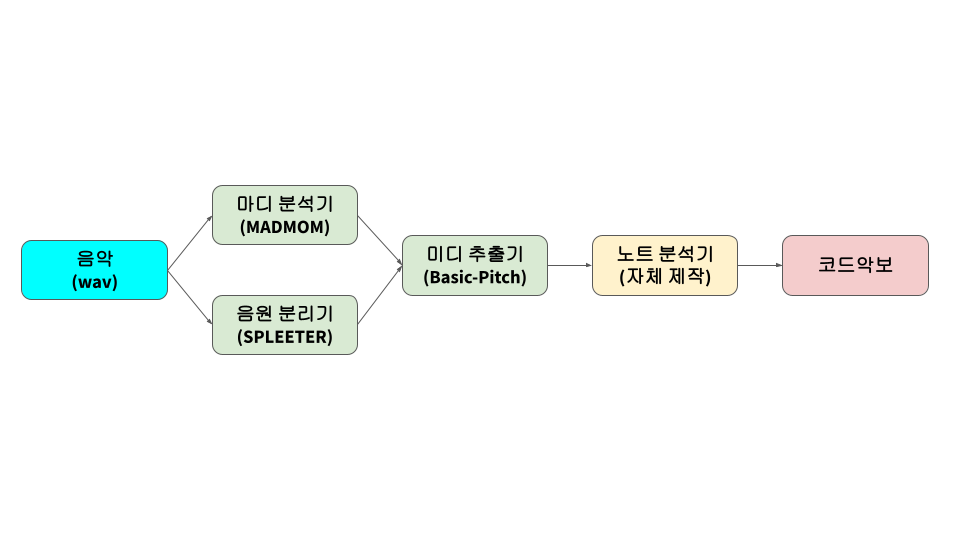 음악
(wav)
마디 분석기
(MADMOM)
음원 분리기
(SPLEETER)
미디 추출기
(Basic-Pitch)
노트 분석기
(자체 제작)
코드악보